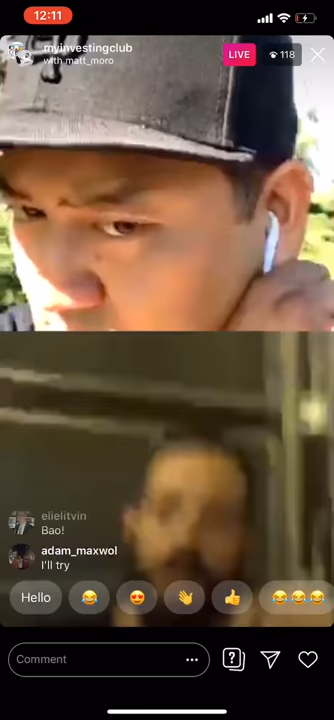 12:11
myinvestingclub
with matt_moro
LIVE
118
elielitvin
Bao!
adam_maxwol
I'll try
Hello
Comment